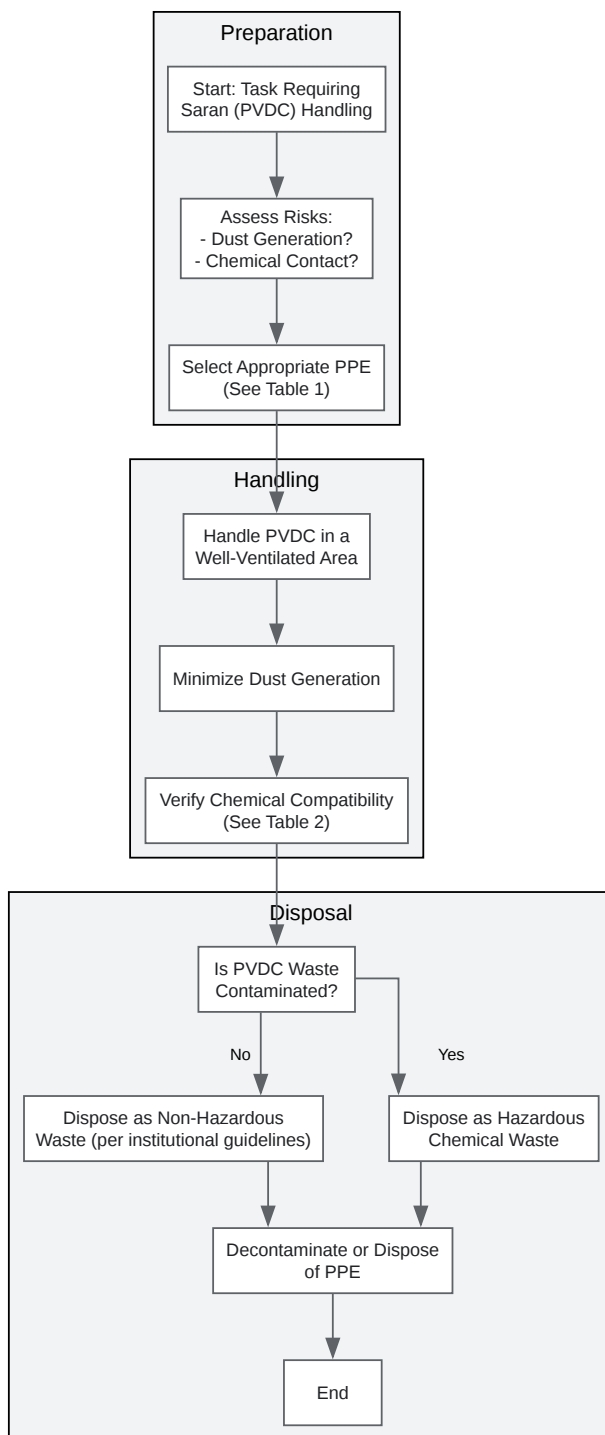 Preparation
Start: Task Requiring
Saran (PVDC) Handling
Assess Risks:
- Dust Generation?
- Chemical Contact?
Select Appropriate PPE
(See Table 1)
Handling
Handle PVDC in a
Well-Ventilated Area
Minimize Dust Generation
Verify Chemical Compatibility
(See Table 2)
Disposal
Is PVDC Waste
Contaminated?
No
Yes
Dispose as Non-Hazardous
Waste (per institutional guidelines)
Dispose as Hazardous
Chemical Waste
Decontaminate or Dispose
of PPE
End